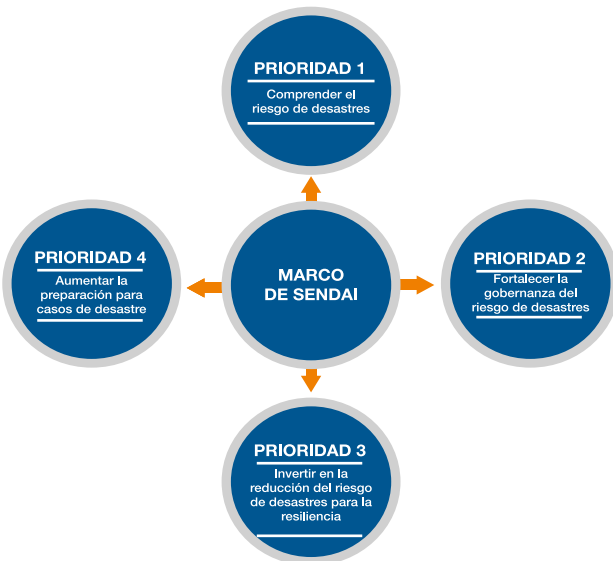 PRIORIDAD 1
Comprender el
riesgo de desastres
PRIORIDAD 4
Aumentar la
preparación para
casos de desastre
MARCO
DE SENDAI
PRIORIDAD 2
Fortalecer la
gobernanza del
riesgo de desastres
PRIORIDAD 3
Invertir en la
reducción del riesgo
de desastres para la
resiliencia